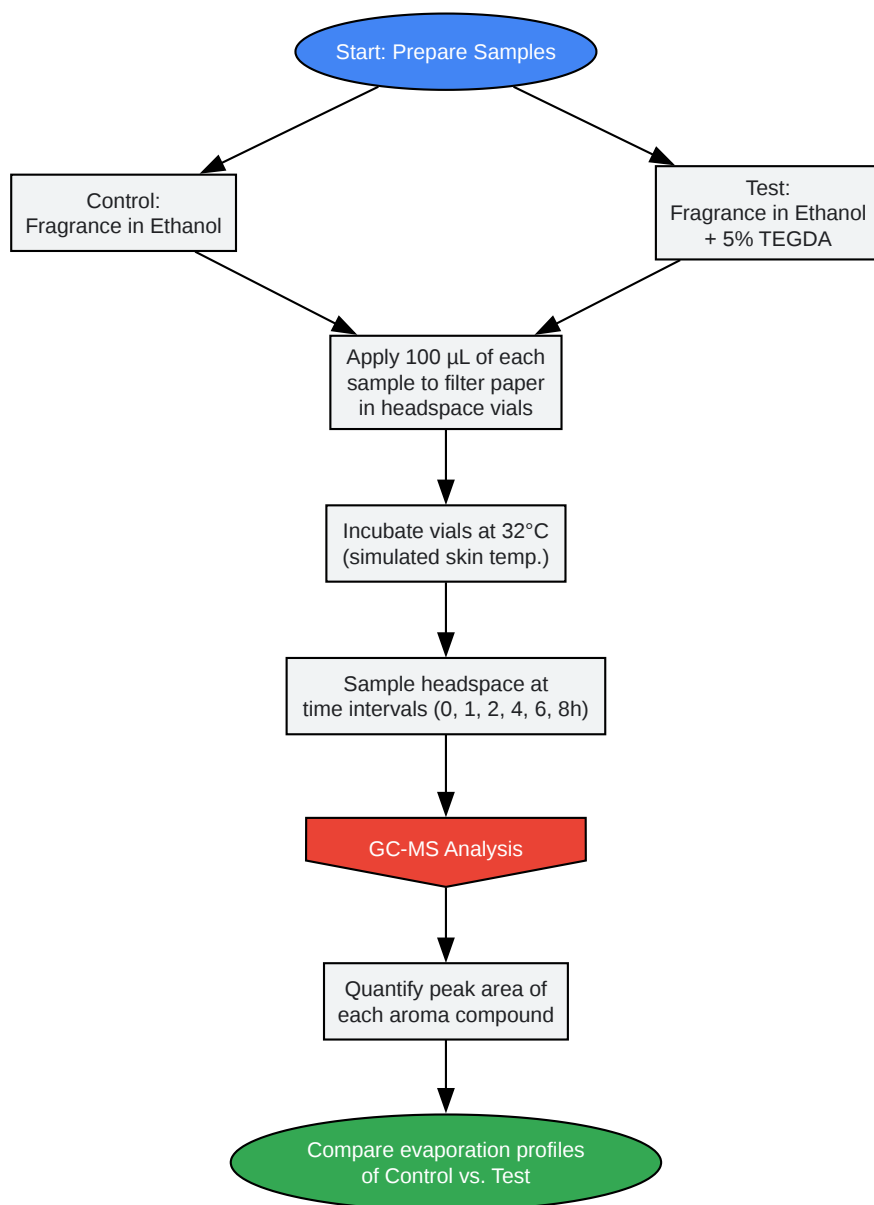 Start: Prepare Samples
Control:
Fragrance in Ethanol
Test:
Fragrance in Ethanol
+ 5% TEGDA
Apply 100 µL of each
sample to filter paper
in headspace vials
Incubate vials at 32°C
(simulated skin temp.)
Sample headspace at
time intervals (0, 1, 2, 4, 6, 8h)
GC-MS Analysis
Quantify peak area of
each aroma compound
Compare evaporation profiles
of Control vs. Test